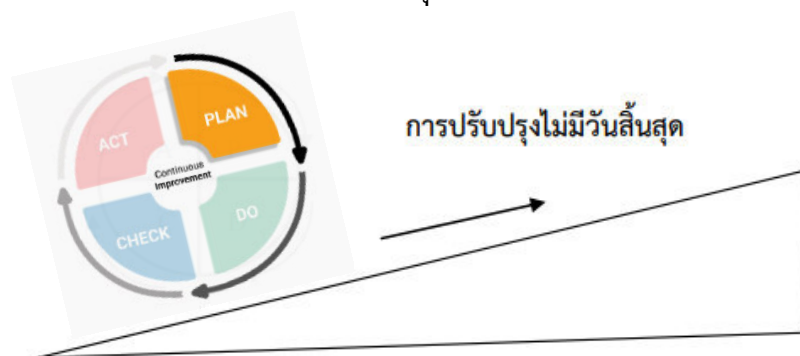 ACT
PLAN
การปรับปรุงไม่มีวันสิ้นสุด
Continuous
Improvement
CHECK
DO